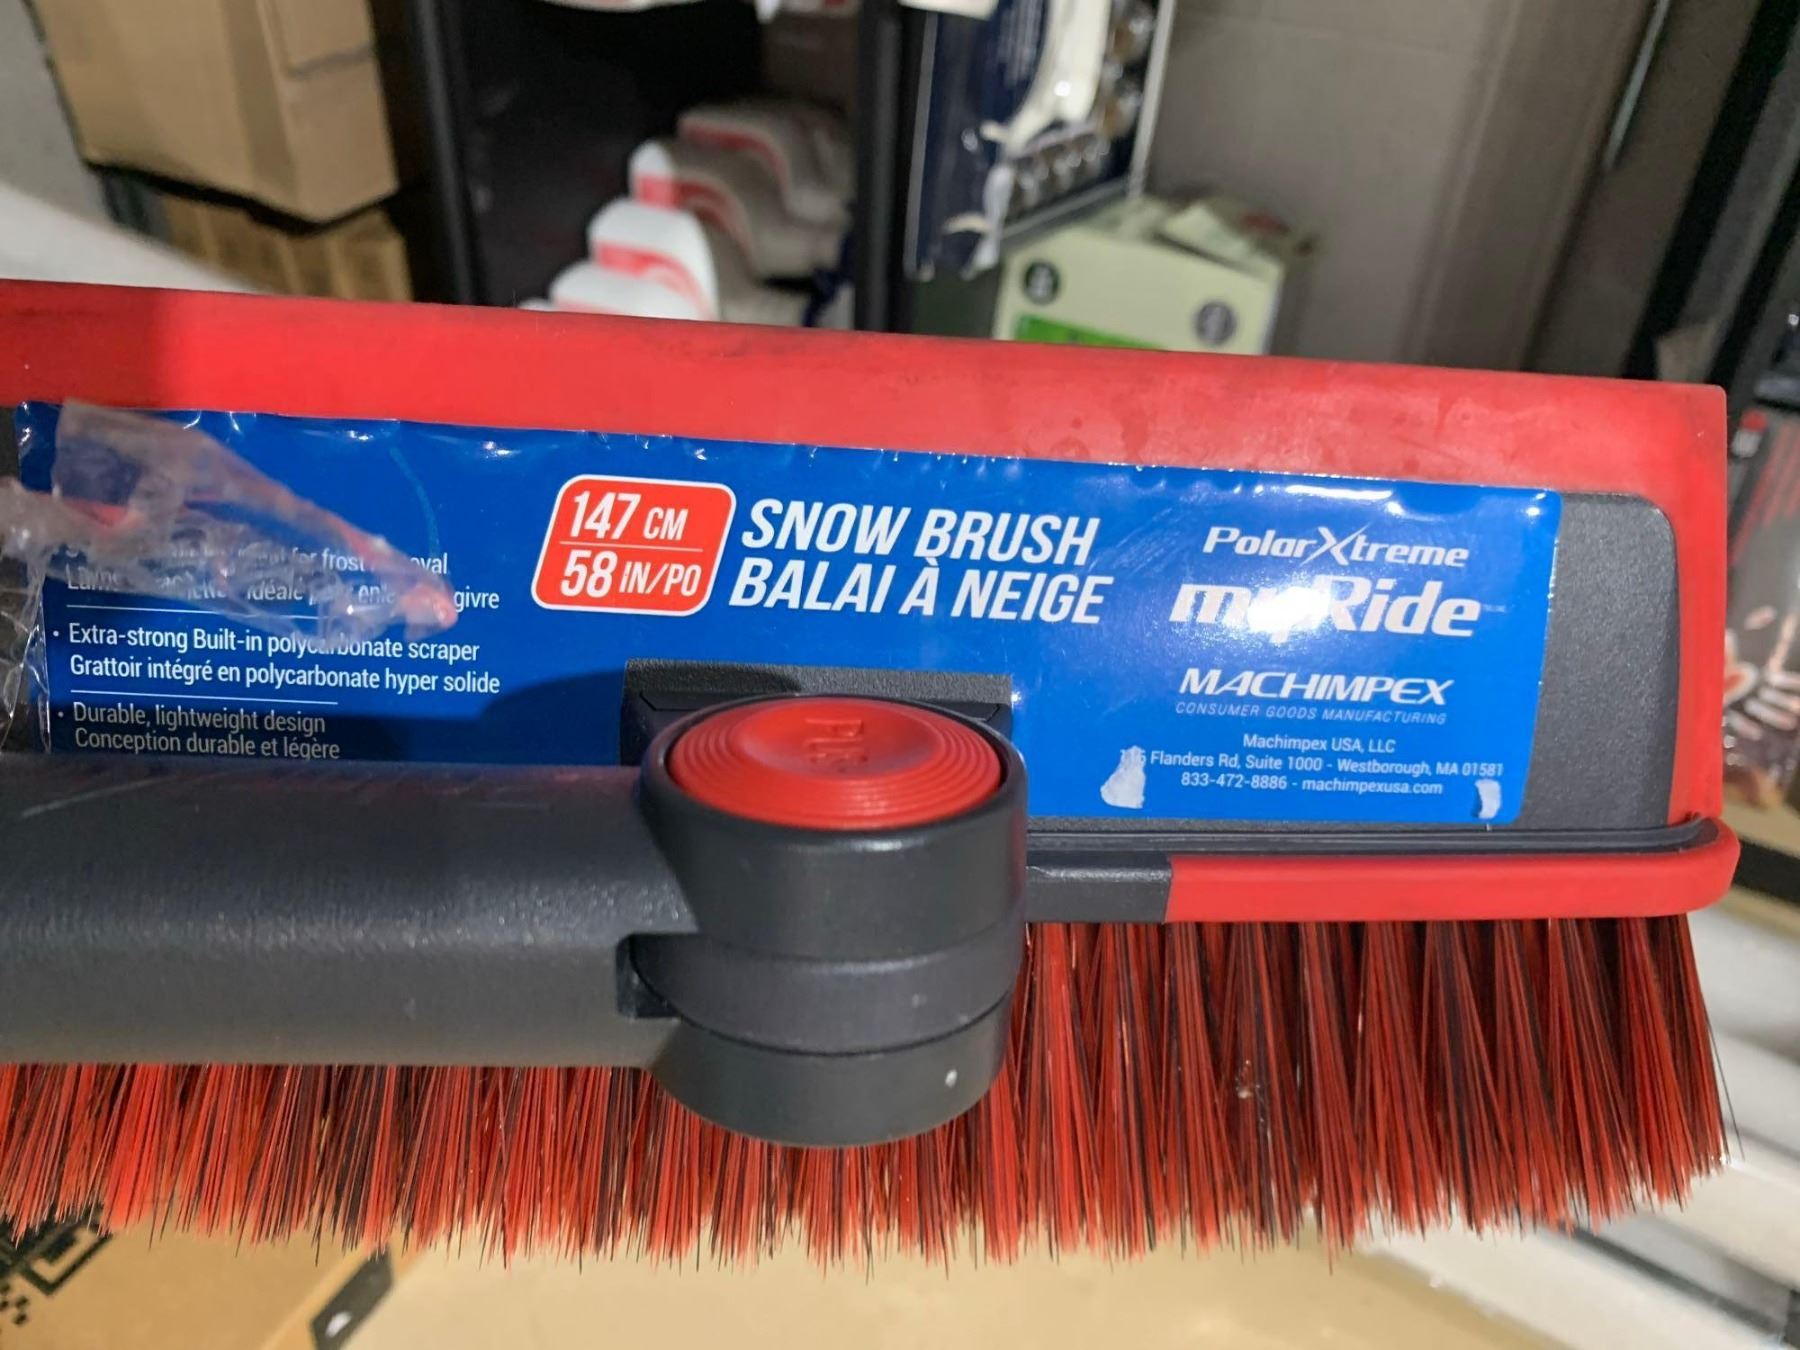 for frost
Lame idéale givre
· Extra-strong Built-in polycarbonate scraper
Grattoir intégré en polycarbonate hyper solide
· Durable, lightweight design
Conception durable et légère
147 CM
58 IN/PO
SNOW BRUSH
BALAI À NEIGE
PolarXtreme
myRide
MACHIMPEX
CONSUMER GOODS MANUFACTURING
Machimpex USA, LLC
Flanders Rd, Suite 1000 - Westborough, MA 01581
833-472-8886 - machimpexusa.com